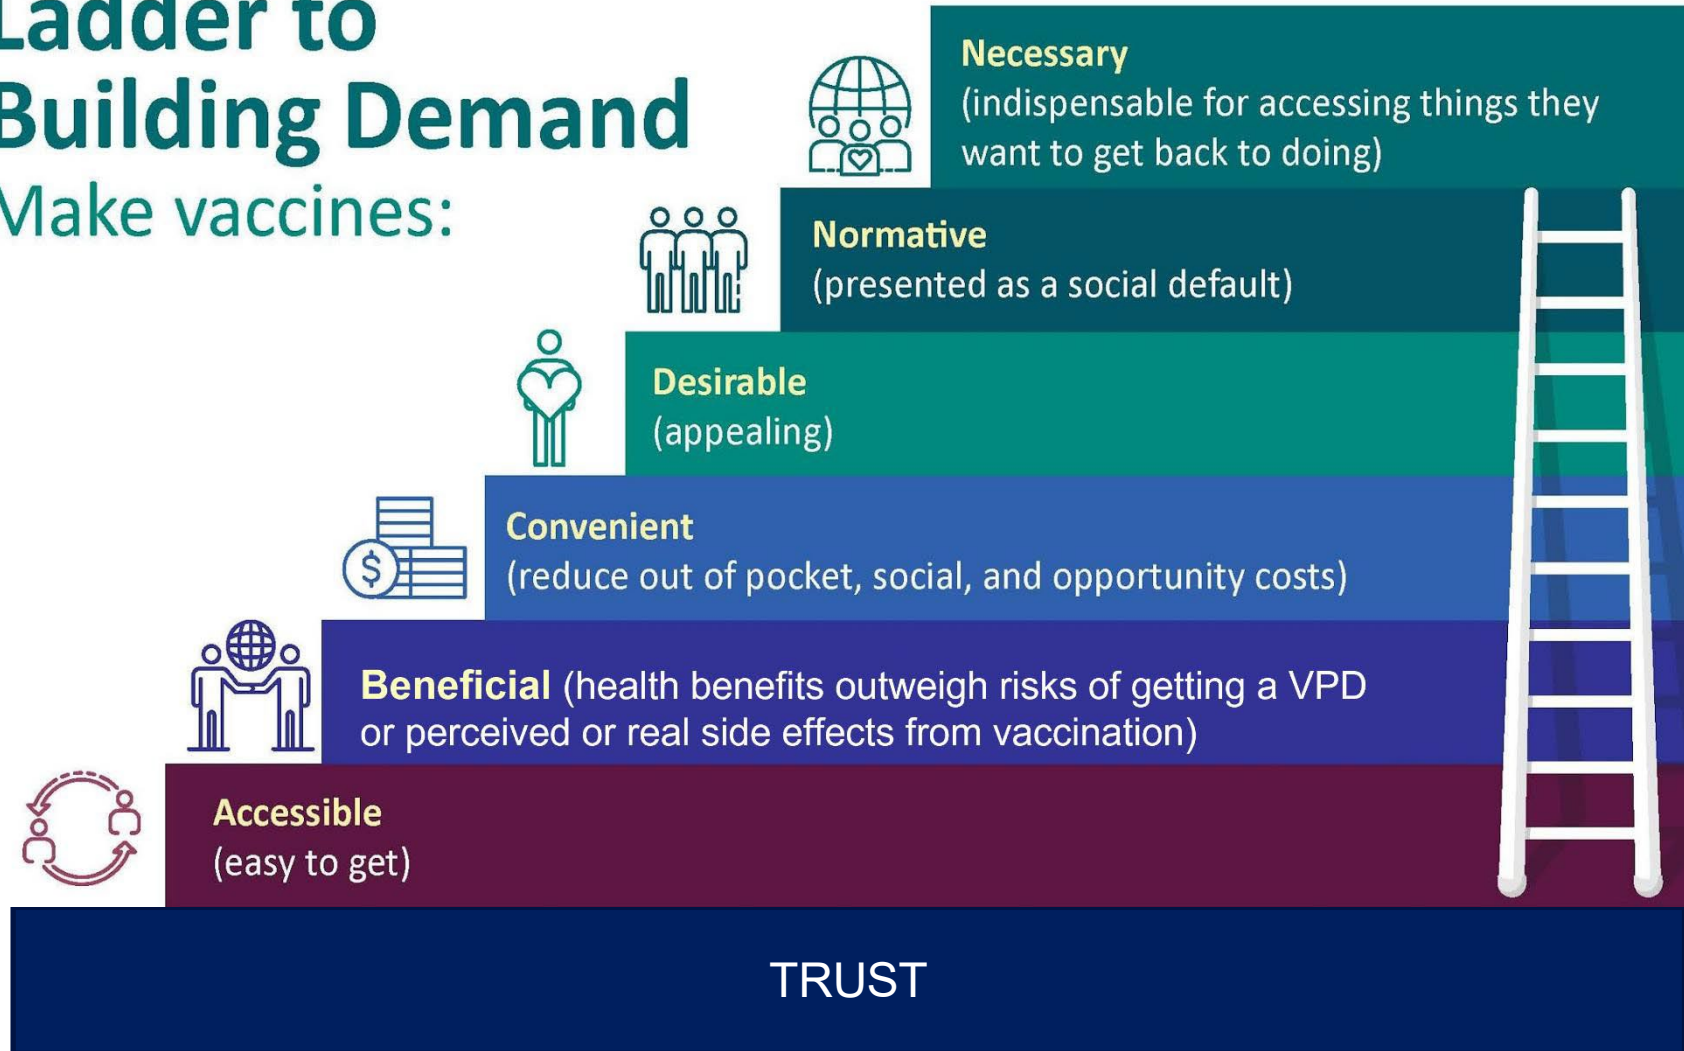 Ladder to
Building Demand
Make vaccines:
Necessary
(indispensable for accessing things they
want to get back to doing)
Normative
(presented as a social default)
Desirable
(appealing)
Convenient
(reduce out of pocket, social, and opportunity costs)
$
Beneficial (health benefits outweigh risks of getting a VPD
or perceived or real side effects from vaccination)
Accessible
(easy to get)
TRUST